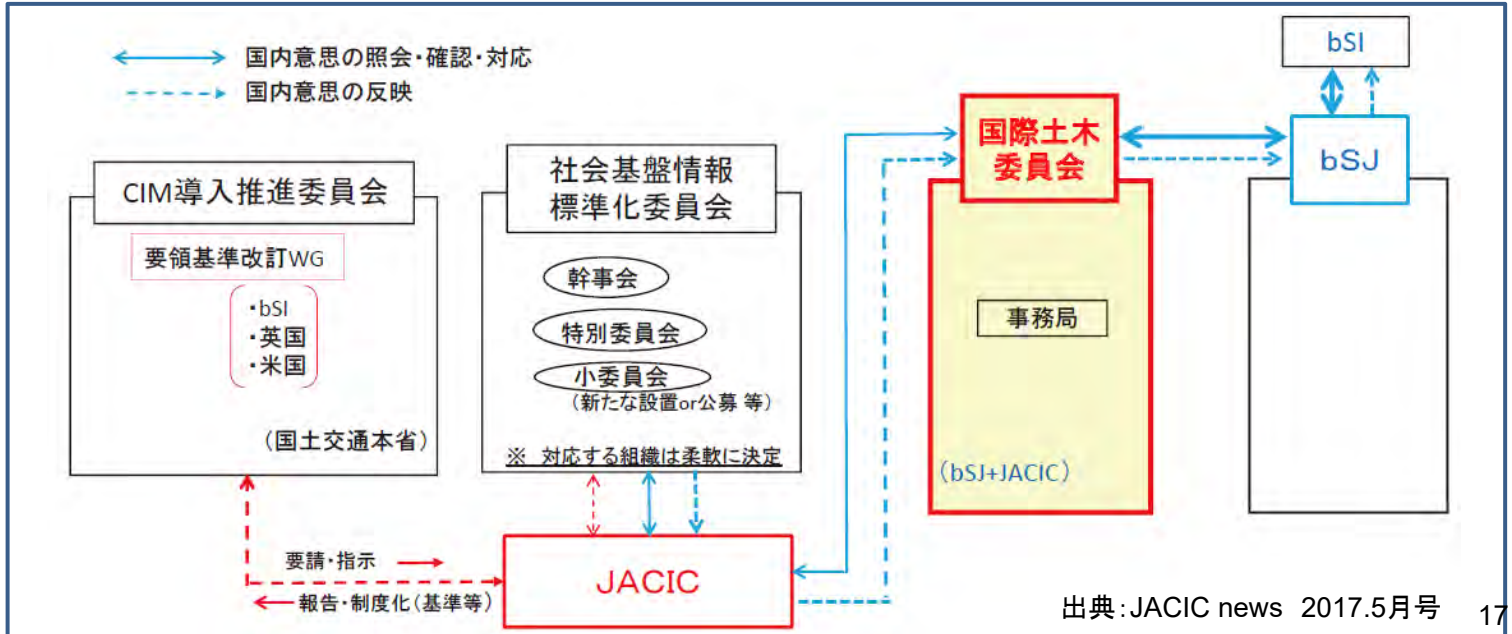 国内意思の照会・確認・対応
国内意思の反映
CIM導入推進委員会
要領基準改訂WG
・bSI
・英国
・米国
(国土交通本省)
社会基盤情報
標準化委員会
幹事会
特別委員会
小委員会
(新たな設置or公募 等)
※ 対応する組織は柔軟に決定
国際土木
委員会
事務局
(bSJ+JACIC)
bSI
bSJ
要請・指示
報告・制度化(基準等)
JACIC
出典:JACIC news 2017.5月号
17